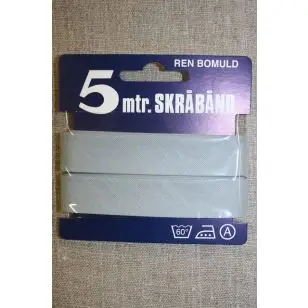 REN BOMULD
5 mtr. SKRÅBÅND
60°
A